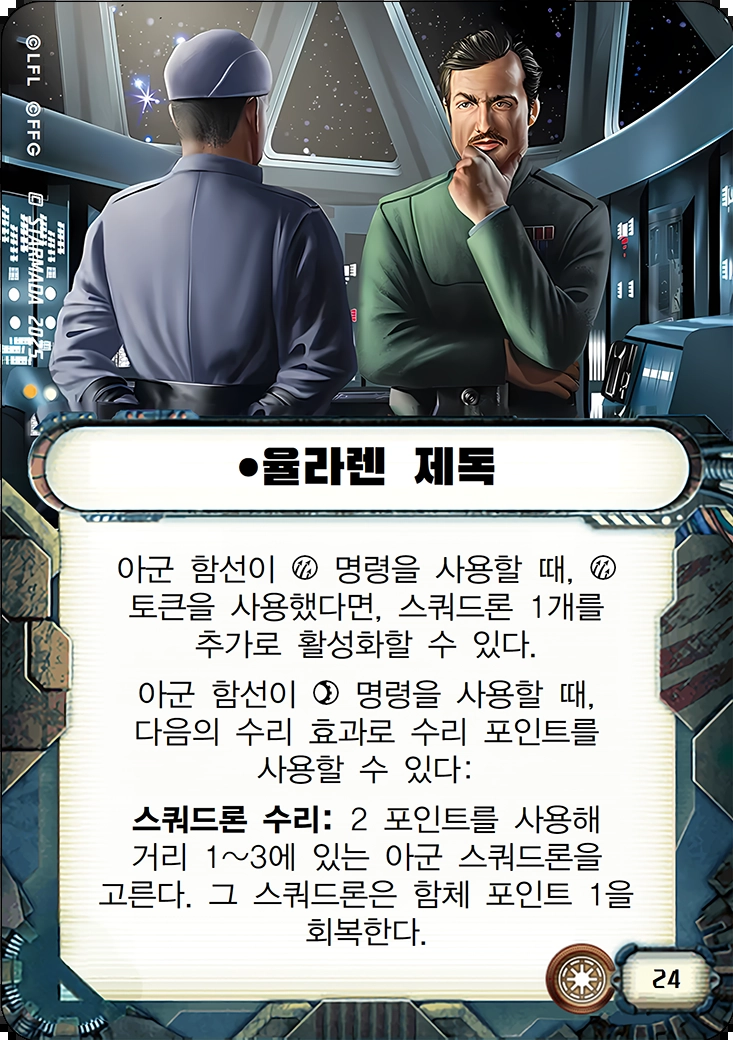 ©LFL ©FFG STARMADA 2025
•율라렌 제독
아군 함선이 명령을 사용할 때,
토큰을 사용했다면, 스쿼드론 1개를
추가로 활성화할 수 있다.
아군 함선이 명령을 사용할 때,
다음의 수리 효과로 수리 포인트를
사용할 수 있다:
스쿼드론 수리: 2 포인트를 사용해
거리 1~3에 있는 아군 스쿼드론을
고른다. 그 스쿼드론은 함체 포인트 1을
회복한다.
24